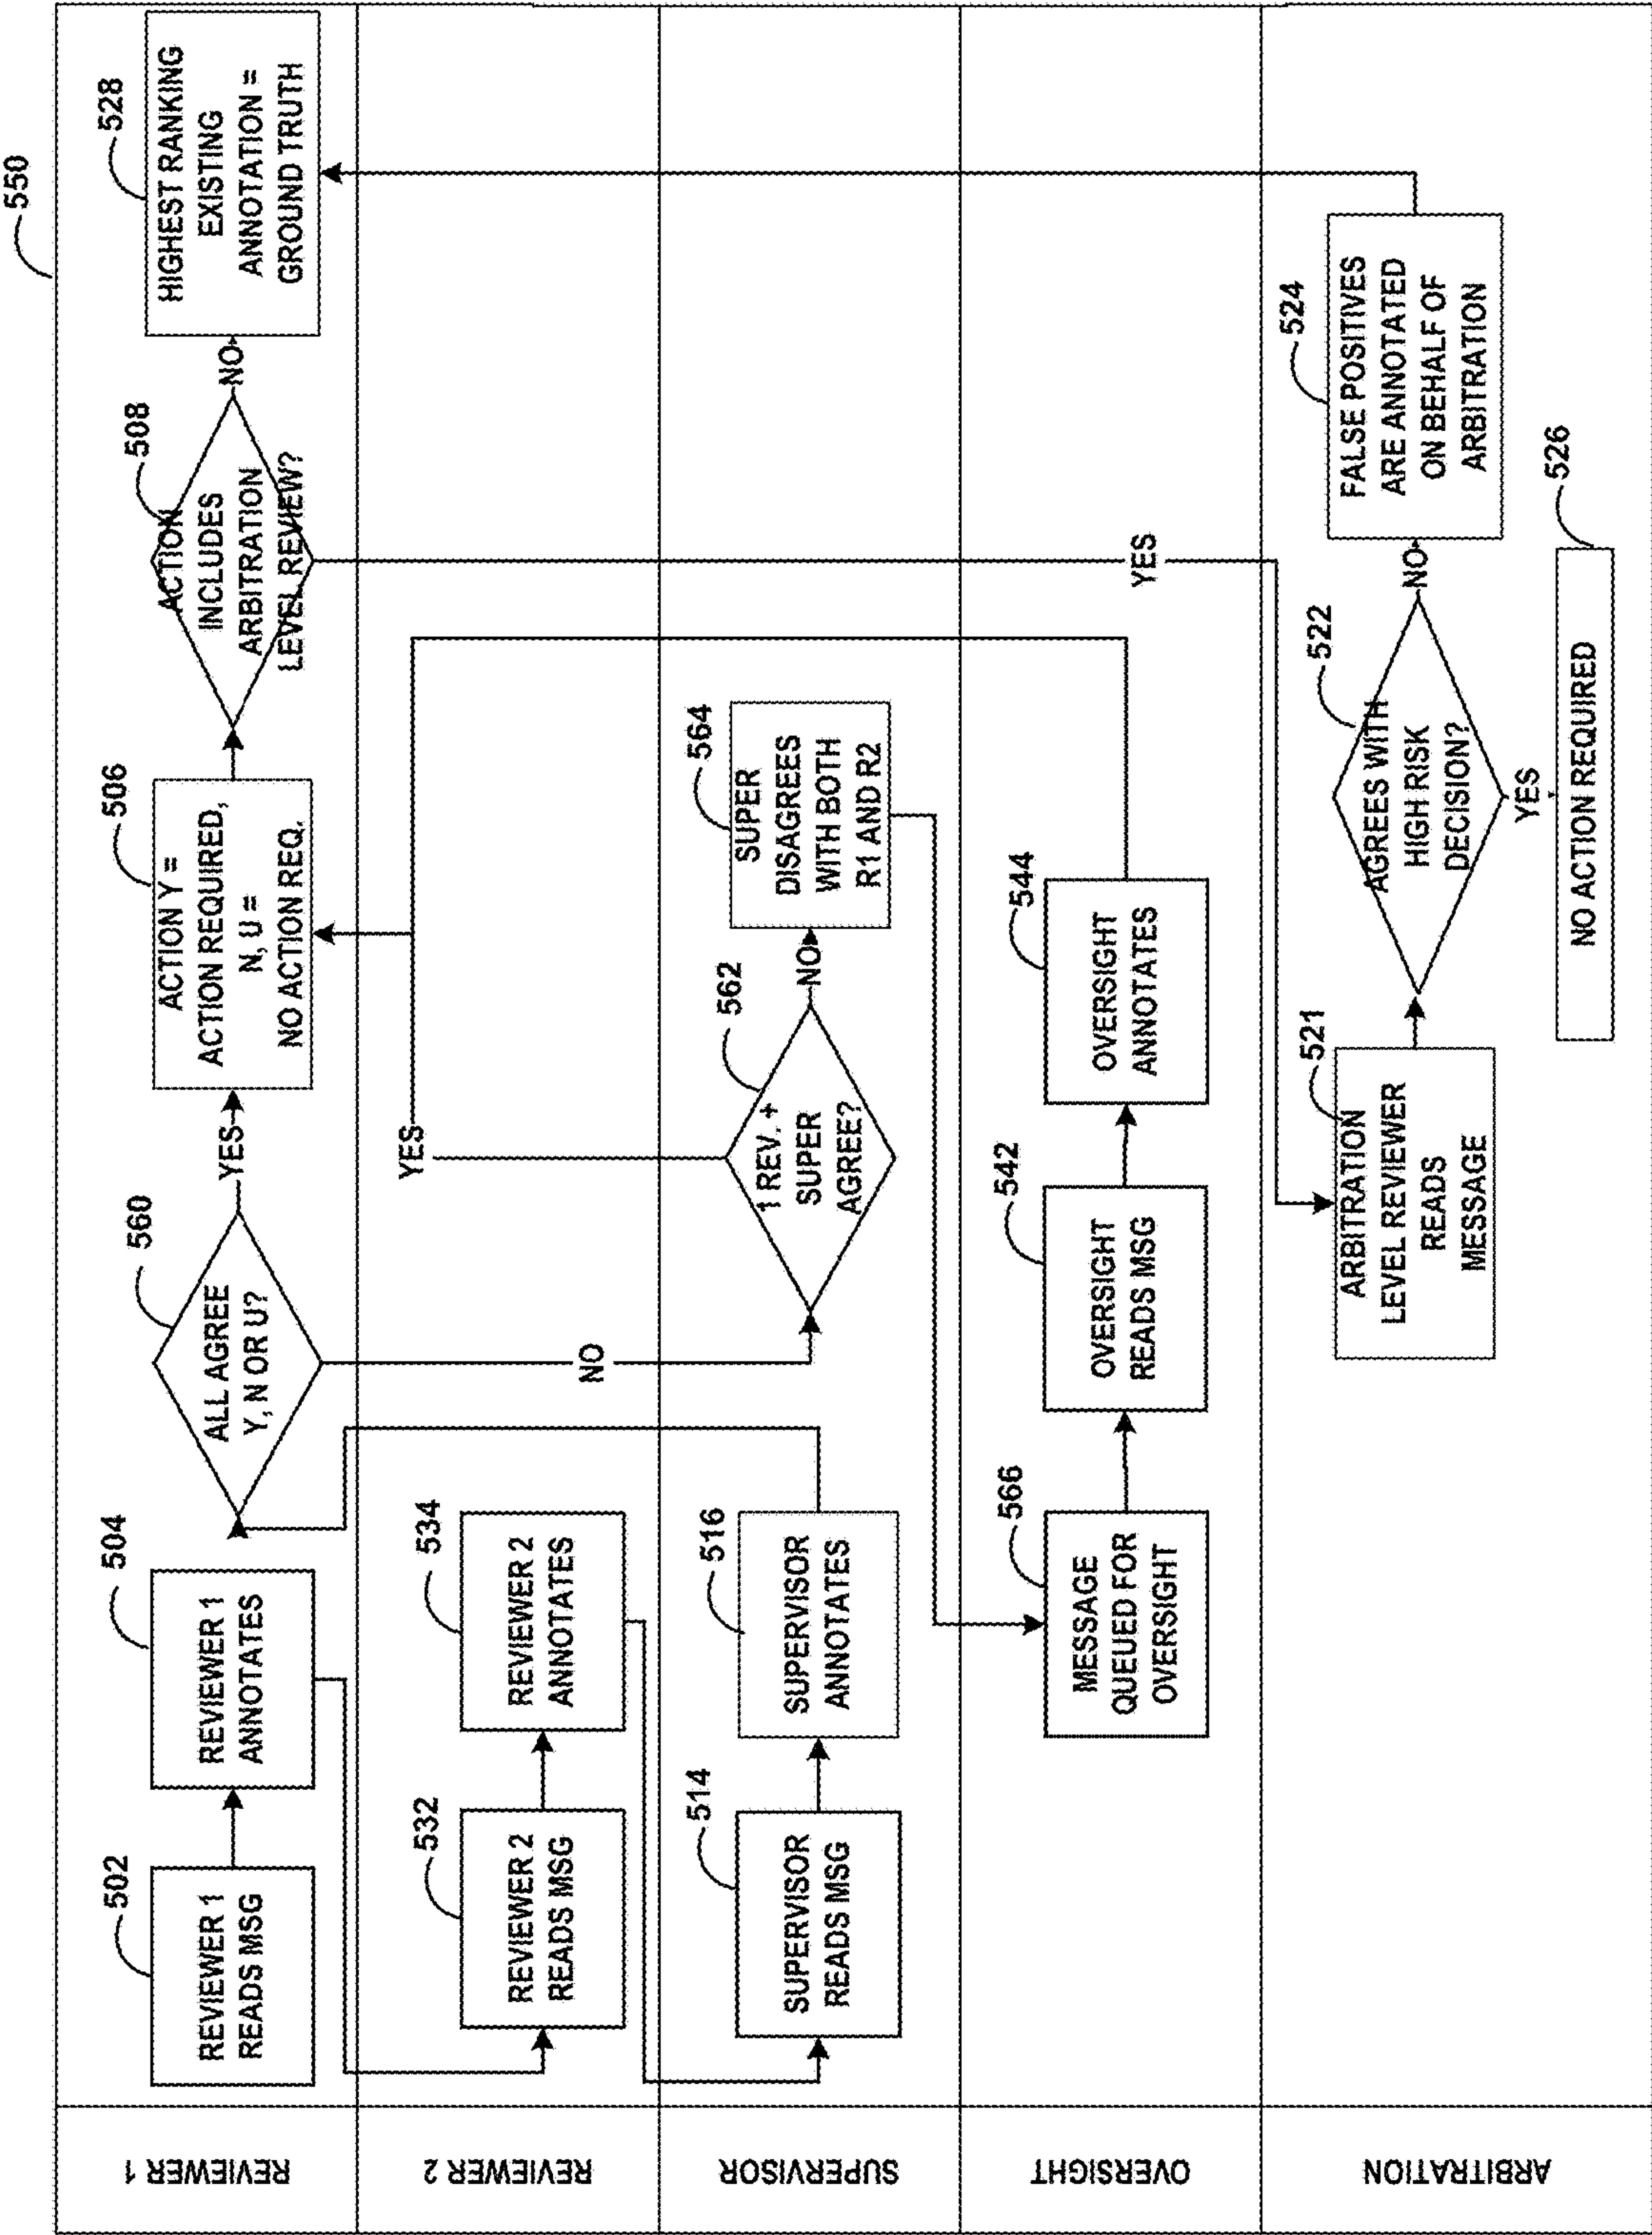 550
REVIEWER 1
502
REVIEWER 1
READS MSG
504
REVIEWER 1
ANNOTATES
560
ALL AGREE
Y, N OR U?
YES
NO
506
ACTION Y =
ACTION REQUIRED,
N, U =
NO ACTION REQ.
508
ACTION
INCLUDES
ARBITRATION
LEVEL REVIEW?
NO
YES
528
HIGHEST RANKING
EXISTING
ANNOTATION =
GROUND TRUTH
REVIEWER 2
532
REVIEWER 2
READS MSG
534
REVIEWER 2
ANNOTATES
SUPERVISOR
514
SUPERVISOR
READS MSG
516
SUPERVISOR
ANNOTATES
562
1 REV. +
SUPER
AGREE?
YES
NO
564
SUPER
DISAGREES
WITH BOTH
R1 AND R2
OVERSIGHT
566
MESSAGE
QUEUED FOR
OVERSIGHT
542
OVERSIGHT
READS MSG
544
OVERSIGHT
ANNOTATES
ARBITRATION
521
ARBITRATION
LEVEL REVIEWER
READS
MESSAGE
522
AGREES WITH
HIGH RISK
DECISION?
NO
YES
524
FALSE POSITIVES
ARE ANNOTATED
ON BEHALF OF
ARBITRATION
526
NO ACTION REQUIRED